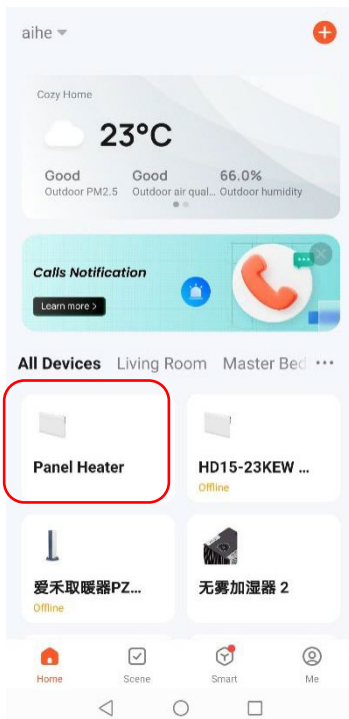 aihe
Cozy Home
23°C
Good Good 66.0%
Outdoor PM2.5 Outdoor air qual... Outdoor humidity
Calls Notification
Learn more >
All Devices Living Room Master Bed ...
Panel Heater
HD15-23KEW ...
Offline
爱禾取暖器PZ...
Offline
无雾加湿器 2
Home Scene Smart Me